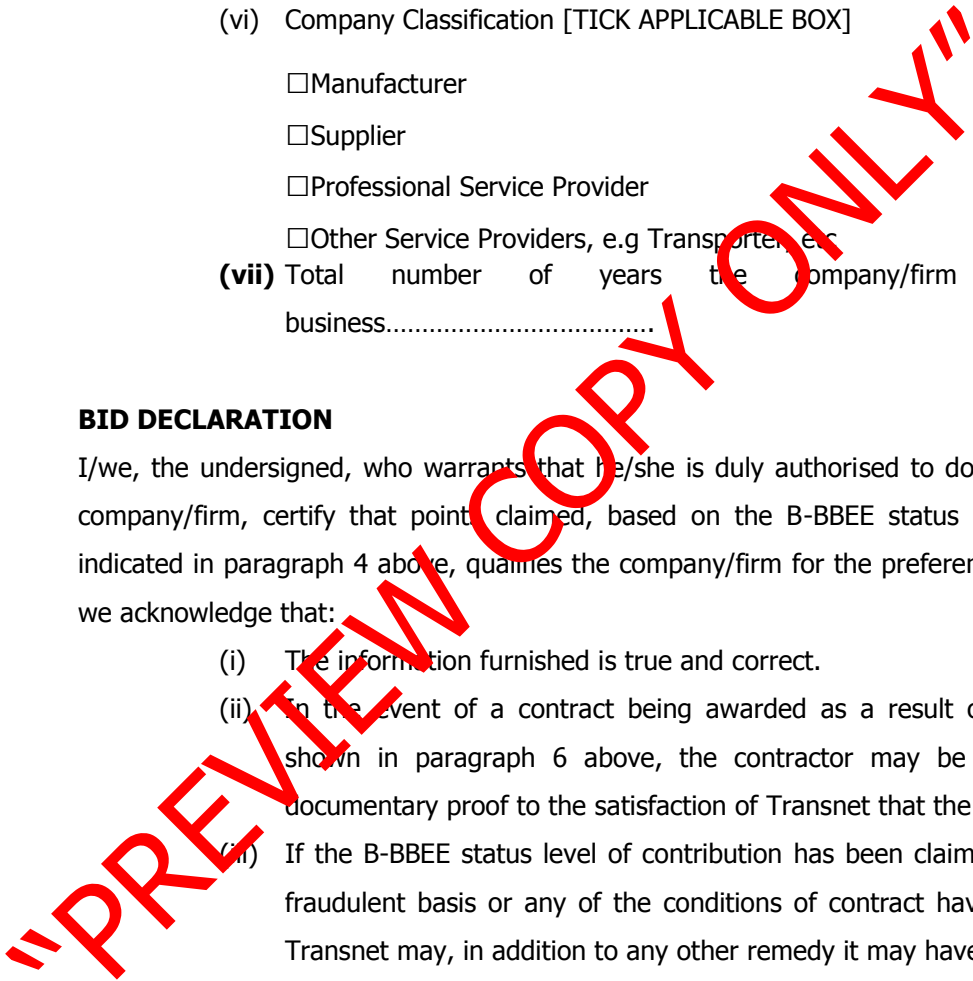 (vi) Company Classification [TICK APPLICABLE BOX]
☐Manufacturer
☐Supplier
☐Professional Service Provider
☐Other Service Providers, e.g Transporter, etc
(vii) Total number of years the company/firm
business……………………………….
BID DECLARATION
I/we, the undersigned, who warrants that he/she is duly authorised to do
company/firm, certify that points claimed, based on the B-BBEE status
indicated in paragraph 4 above, qualifies the company/firm for the
we acknowledge that:
(i) The information furnished is true and correct.
(ii) In the event of a contract being awarded as a result
shown in paragraph 6 above, the contractor may be
documentary proof to the satisfaction of Transnet that the
(iii) If the B-BBEE status level of contribution has been
fraudulent basis or any of the conditions of contract
Transnet may, in addition to any other remedy it may have
"PREVIEW COPY ONLY"